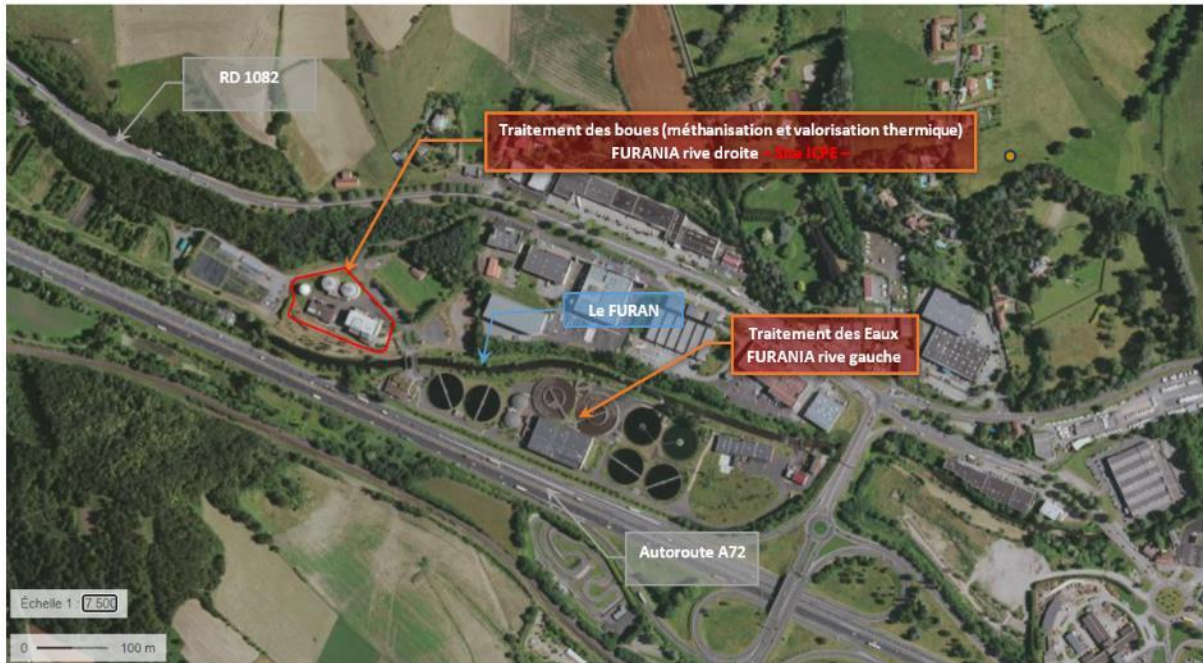 RD 1082
Traitement des boues (méthanisation et valorisation thermique)
FURANIA rive droite – Site ICPE –
Le FURAN
Traitement des Eaux
FURANIA rive gauche
Autoroute A72
Échelle 1 : 7 500
0 100 m